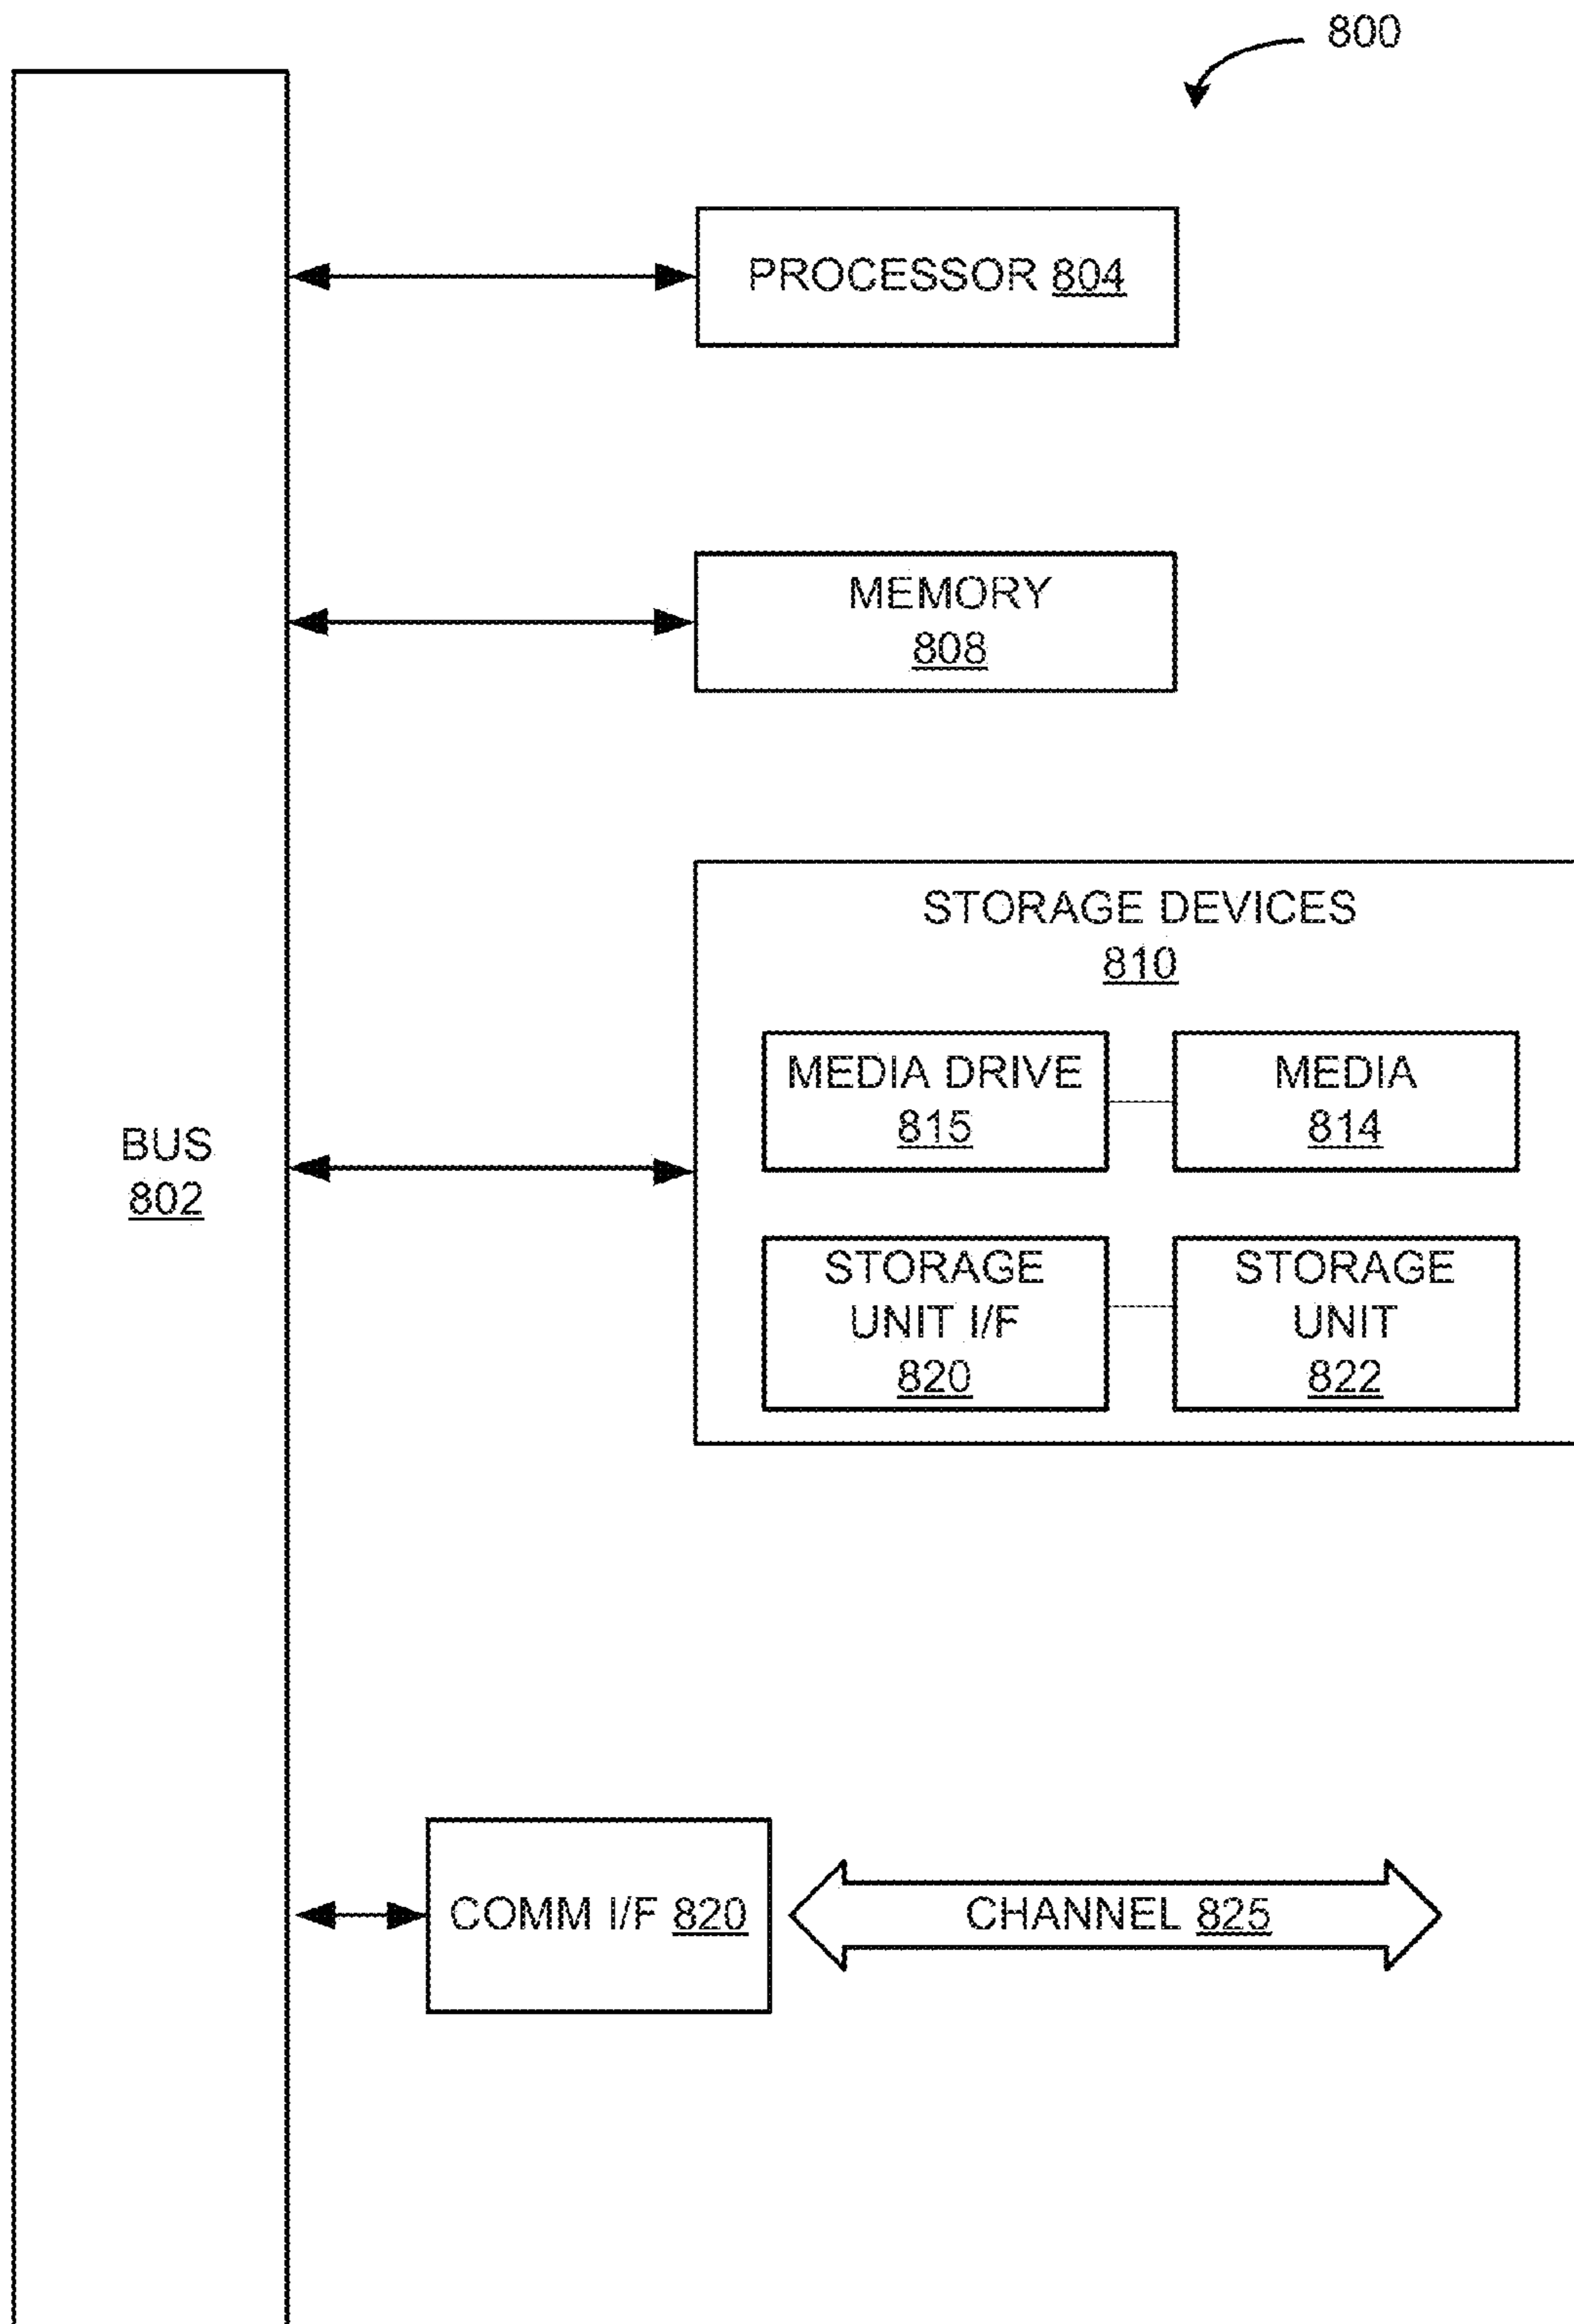 800
PROCESSOR 804
MEMORY
808
STORAGE DEVICES
810
MEDIA DRIVE
815
MEDIA
814
BUS
802
STORAGE
UNIT I/F
820
STORAGE
UNIT
822
COMM I/F 820
CHANNEL 825